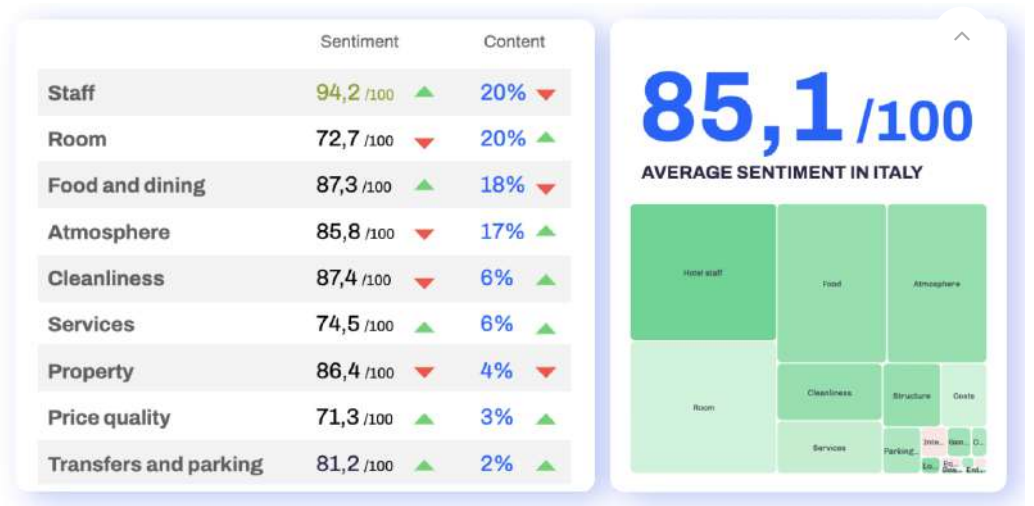 Sentiment Content
Staff 94,2 /100 20%
Room 72,7 /100 20%
Food and dining 87,3 /100 18%
Atmosphere 85,8 /100 17%
Cleanliness 87,4 /100 6%
Services 74,5 /100 6%
Property 86,4 /100 4%
Price quality 71,3 /100 3%
Transfers and parking 81,2 /100 2%
85,1 /100
AVERAGE SENTIMENT IN ITALY
Hotel staff
Food
Atmosphere
Room
Cleanliness
Structure
Costs
Services
Parking...
Inte...
Lo...
Ent...